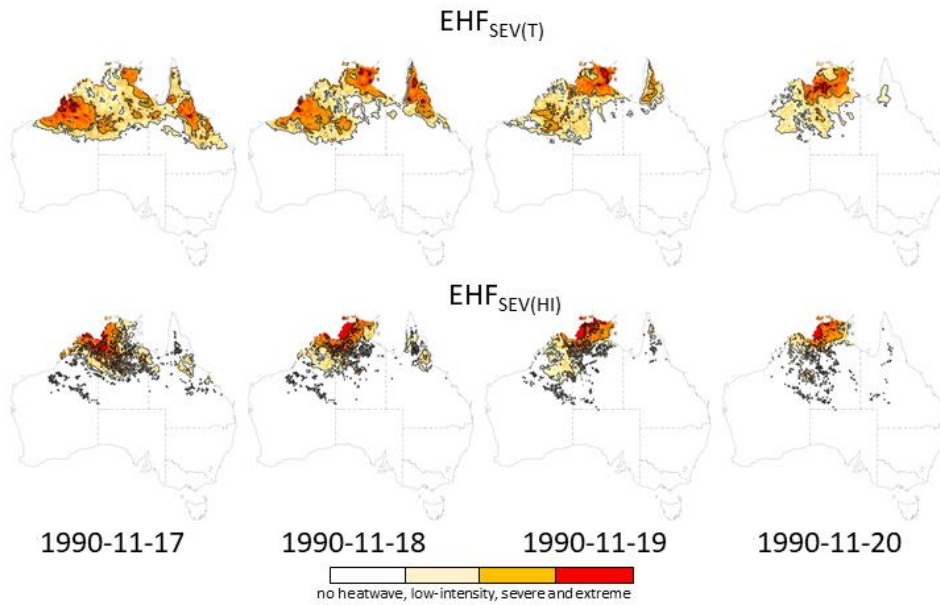 EHFSEV(T)
EHFSEV(HI)
1990-11-17 1990-11-18 1990-11-19 1990-11-20
no heatwave, low-intensity, severe and extreme